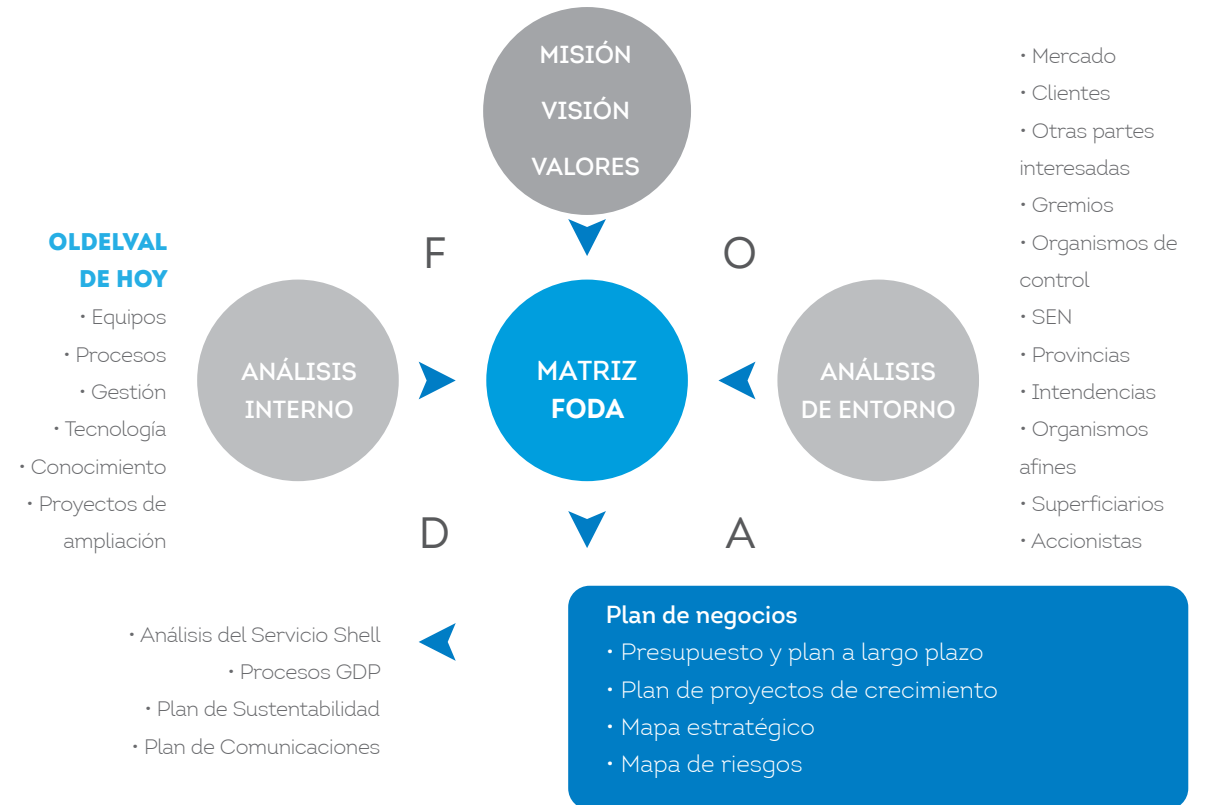 MISIÓN
VISIÓN
VALORES
F
O
OLDELVAL
DE HOY
• Equipos
• Procesos
• Gestión
• Tecnología
• Conocimiento
• Proyectos de
ampliación
ANÁLISIS
INTERNO
MATRIZ
FODA
ANÁLISIS
DE ENTORNO
• Mercado
• Clientes
• Otras partes
interesadas
• Gremios
• Organismos de
control
• SEN
• Provincias
• Intendencias
• Organismos
afines
• Superficiarios
• Accionistas
D
A
• Análisis del Servicio Shell
• Procesos GDP
• Plan de Sustentabilidad
• Plan de Comunicaciones
Plan de negocios
• Presupuesto y plan a largo plazo
• Plan de proyectos de crecimiento
• Mapa estratégico
• Mapa de riesgos